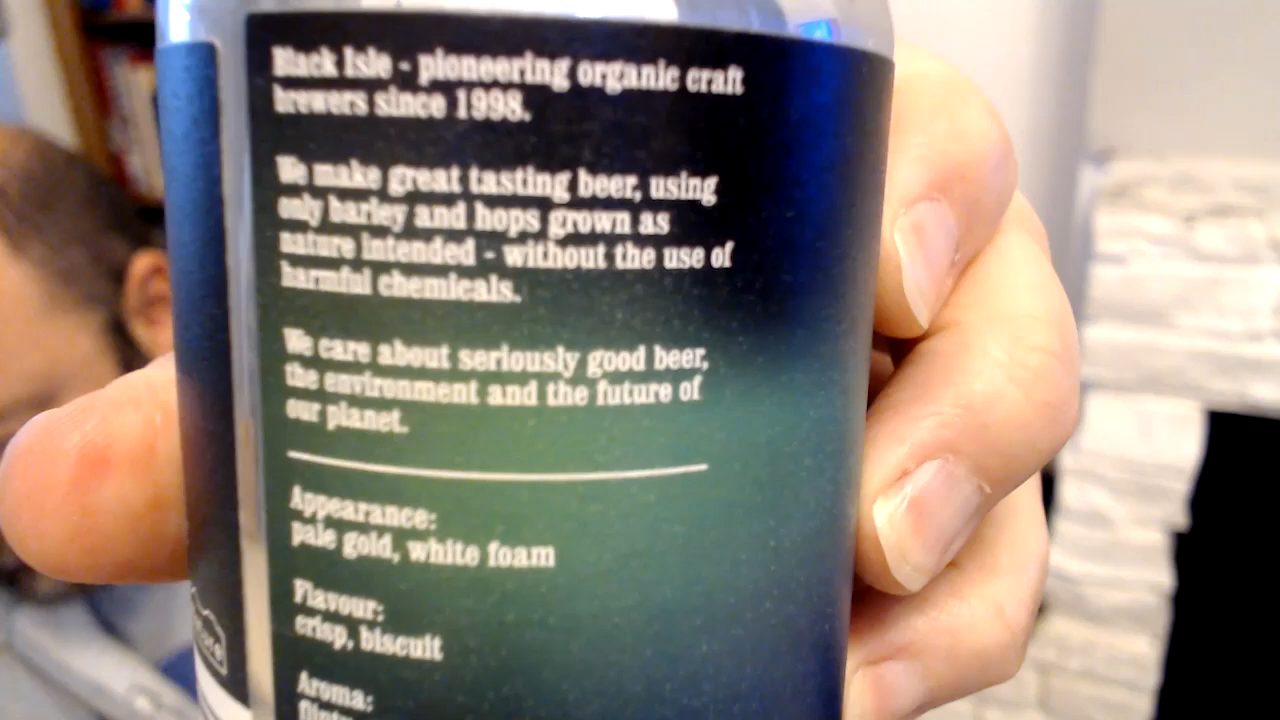 Black Isle - pioneering organic craft
brewers since 1998.
We make great tasting beer, using
only barley and hops grown as
nature intended - without the use of
harmful chemicals.
We care about seriously good beer,
the environment and the future of
our planet.
Appearance:
pale gold, white foam
Flavour:
crisp, biscuit
Aroma: